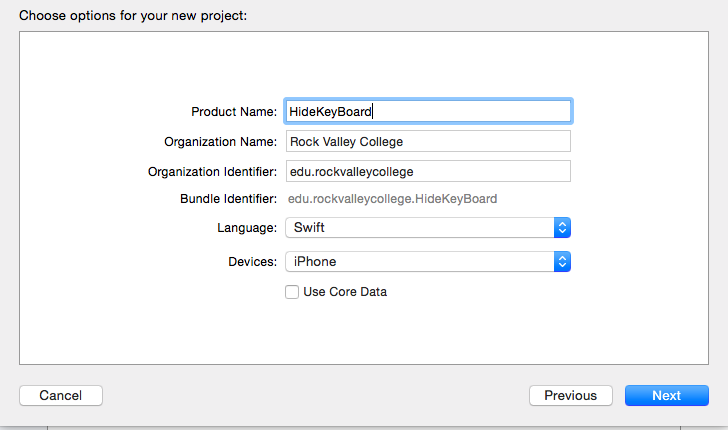 Choose options for your new project:
Product Name: HideKeyBoard
Organization Name: Rock Valley College
Organization Identifier: edu.rockvalleycollege
Bundle Identifier: edu.rockvalleycollege.HideKeyBoard
Language: Swift
Devices: iPhone
Use Core Data
Cancel Previous Next